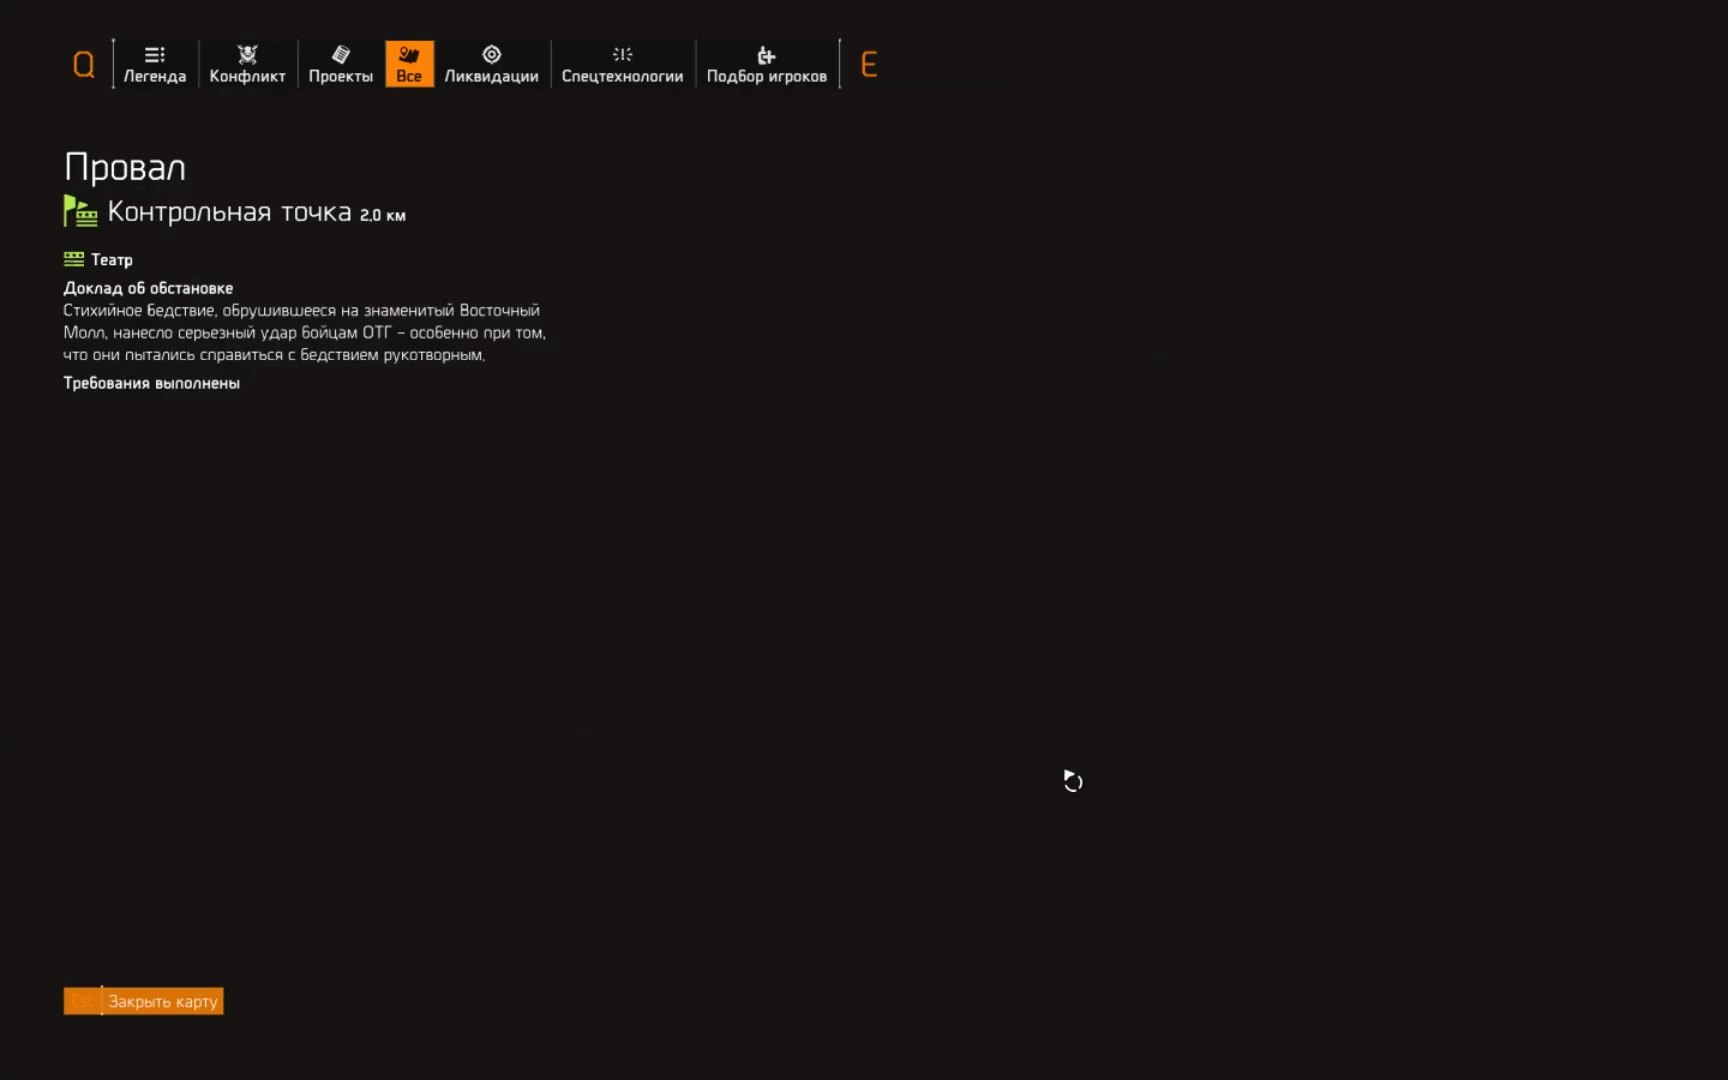 Q
Легенда
Конфликт
Проекты
Все
Ликвидации
Спецтехнологии
Подбор игроков
E
Провал
Контрольная точка 2,0 км
Театр
Доклад об обстановке
Стихийное бедствие, обрушившееся на знаменитый Восточный
Молл, нанесло серьезный удар бойцам ОТГ – особенно при том,
что они пытались справиться с бедствием рукотворным.
Требования выполнены
Esc Закрыть карту